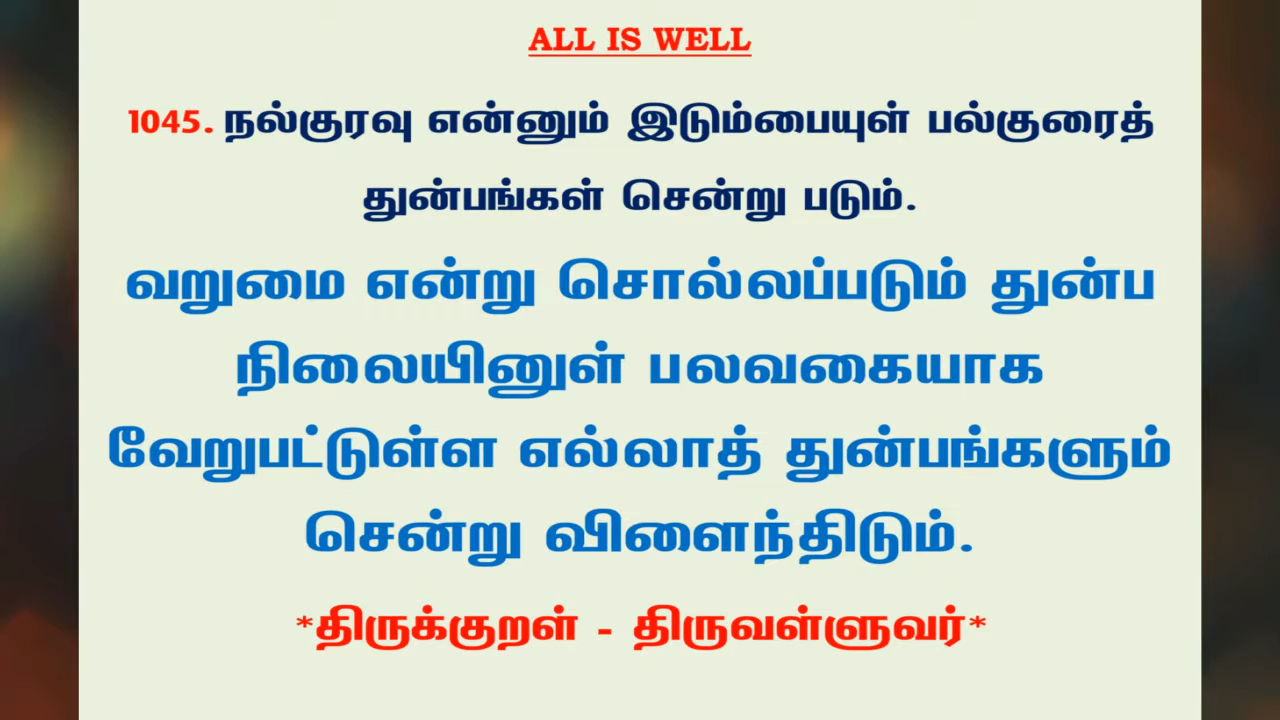 ALL IS WELL
1045. நல்குரவு என்னும் இடும்பையுள் பல்குரைத்
துன்பங்கள் சென்று படும்.
வறுமை என்று சொல்லப்படும் துன்ப
நிலையினுள் பலவகையாக
வேறுபட்டுள்ள எல்லாத் துன்பங்களும்
சென்று விளைந்திடும்.
*திருக்குறள் - திருவள்ளுவர்*